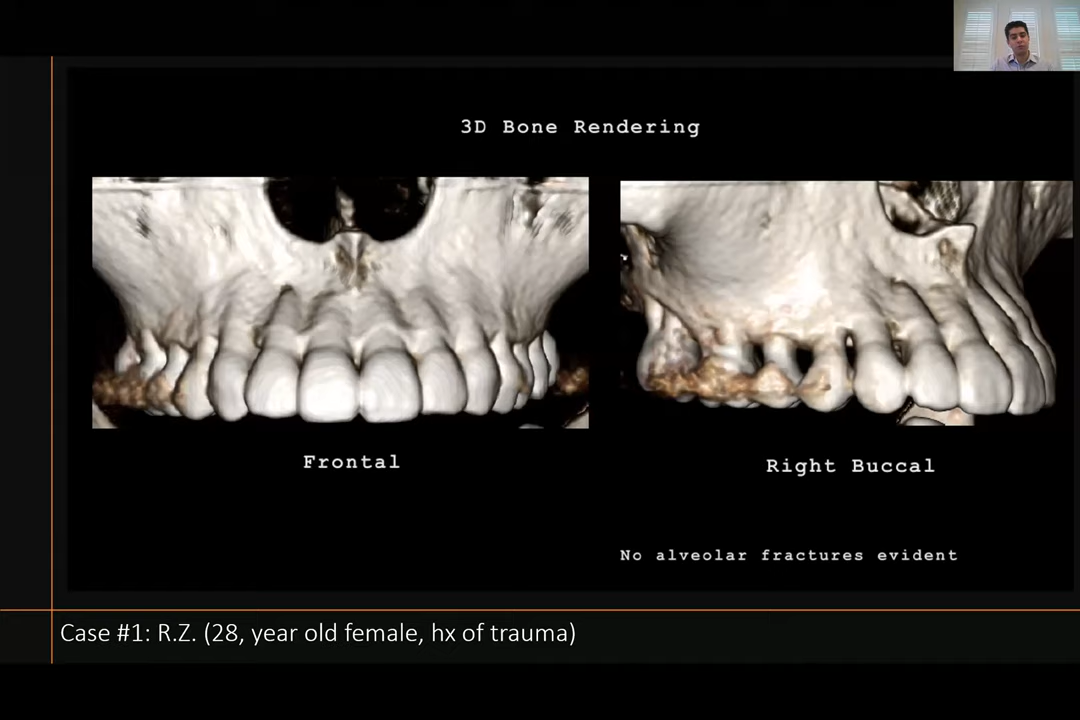 3D Bone Rendering
Frontal
Right Buccal
No alveolar fractures evident
Case #1: R.Z. (28, year old female, hx of trauma)